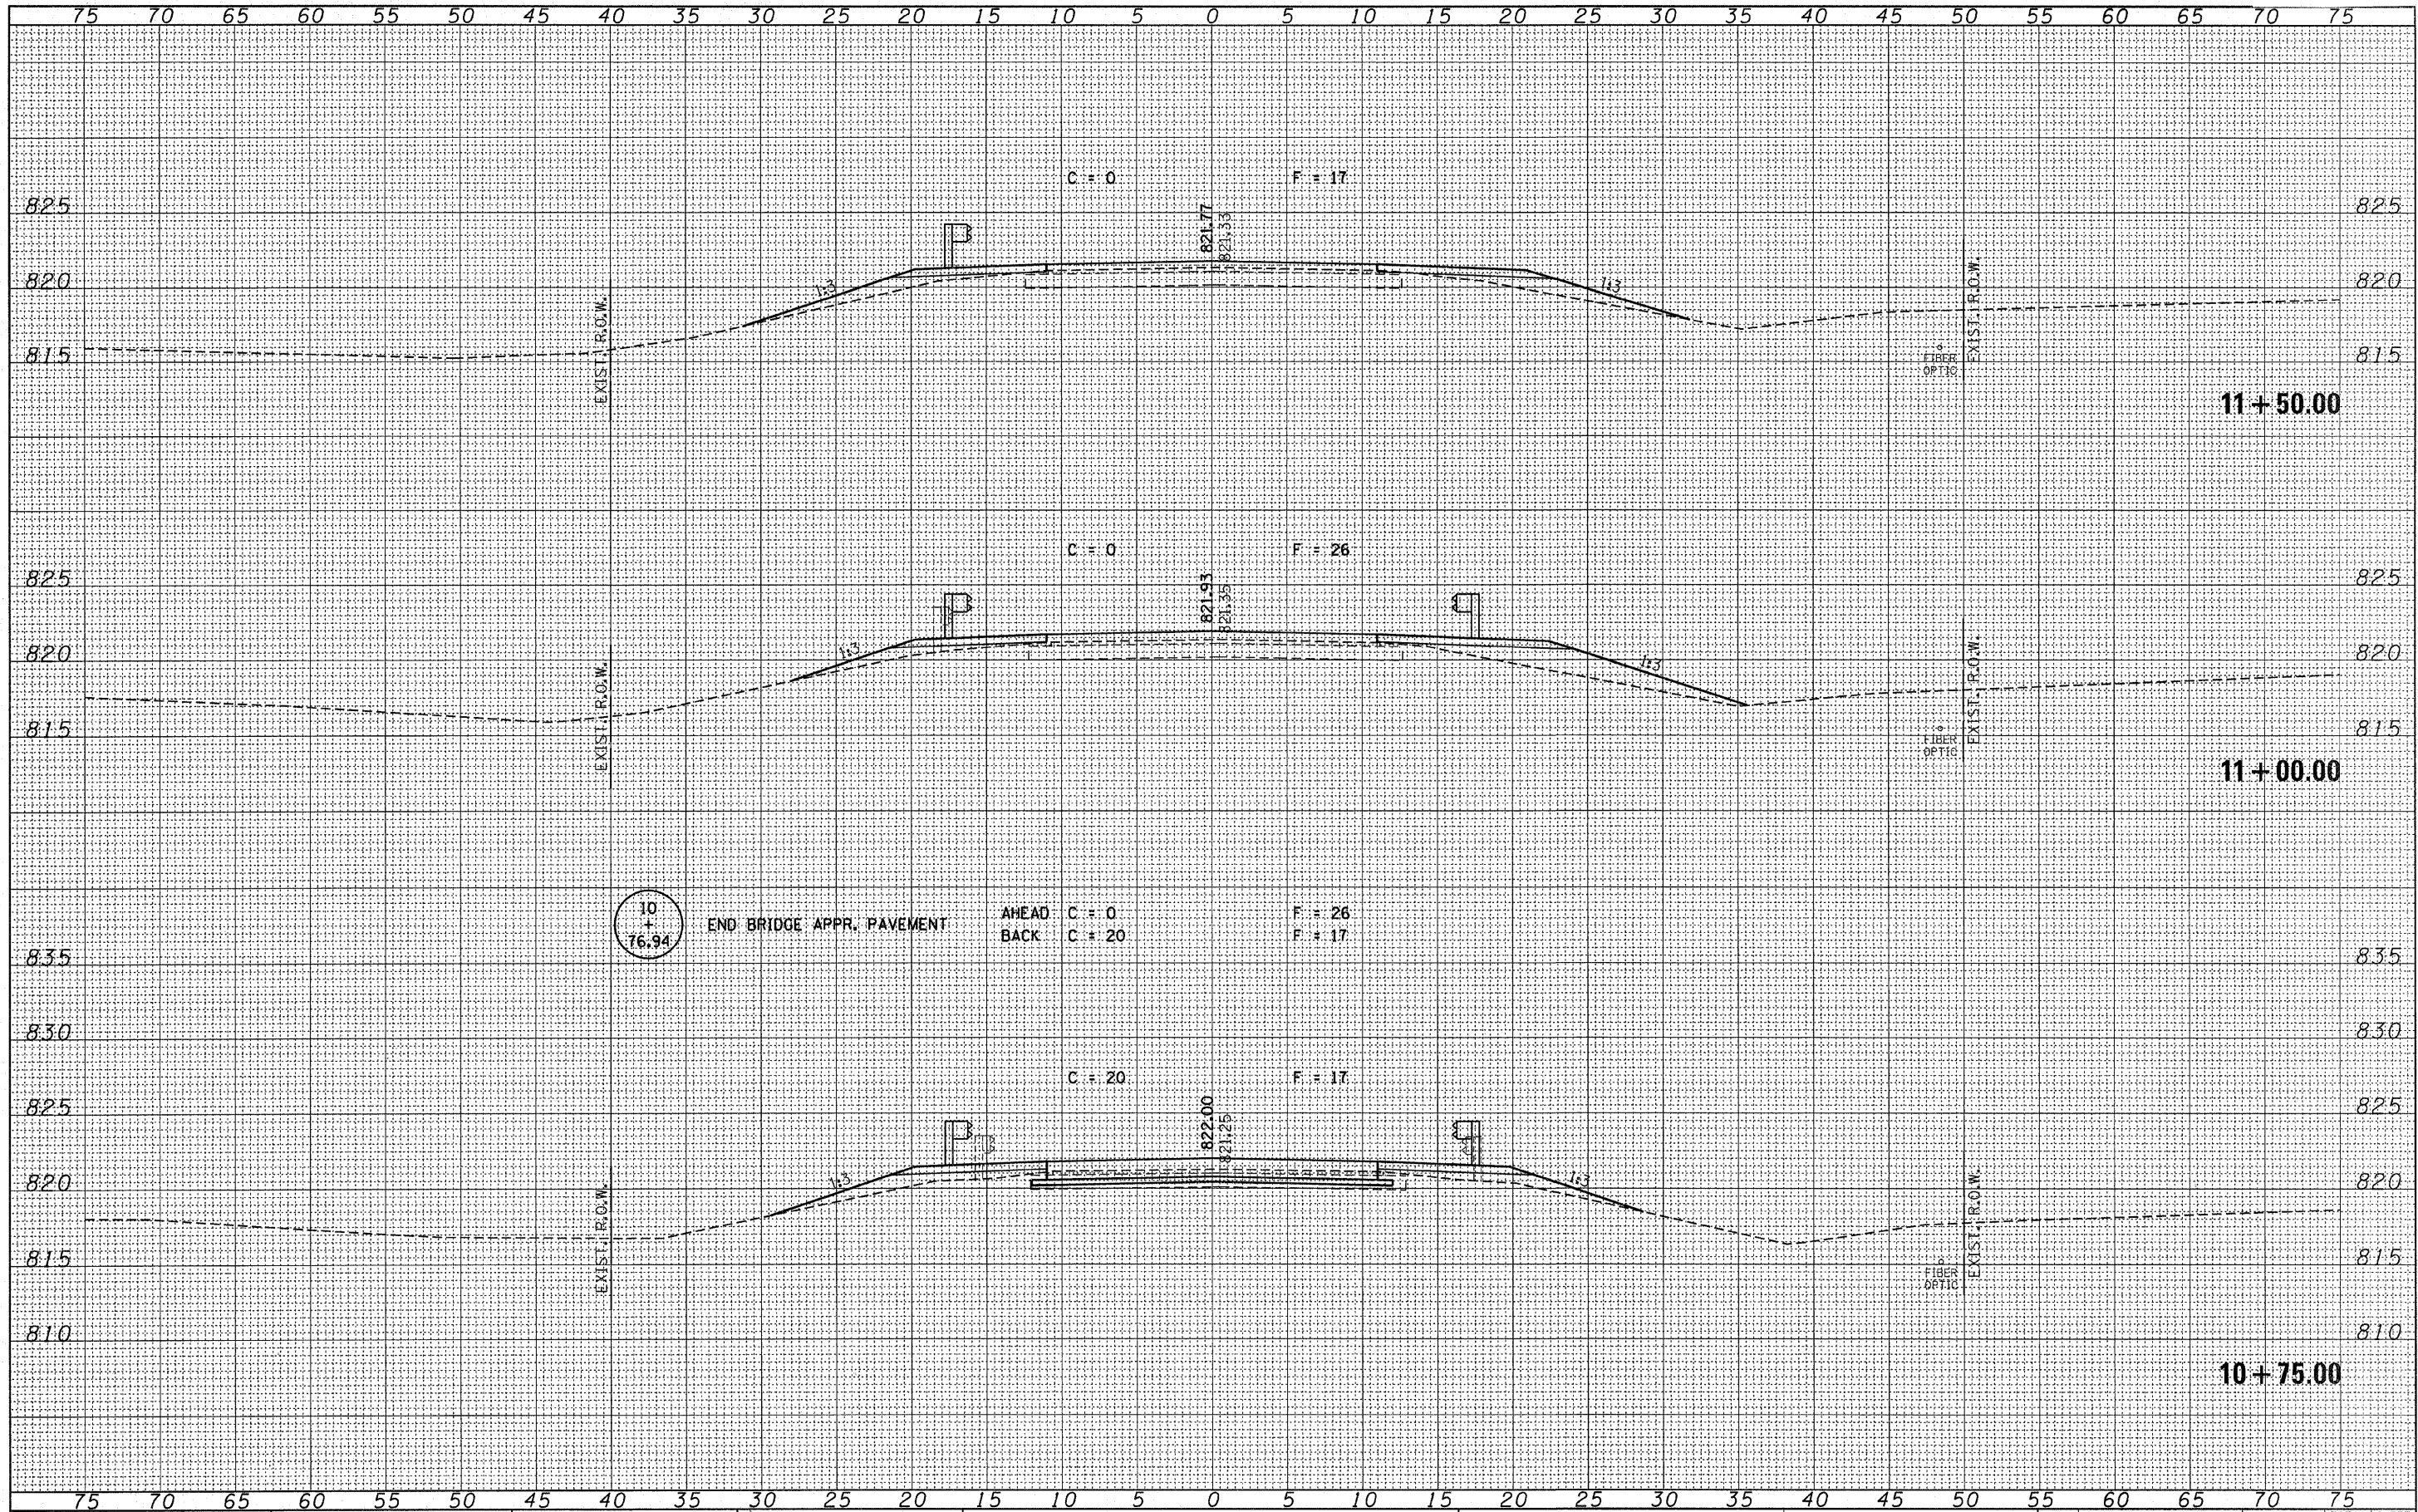 75 70 65 60 55 50 45 40 35 30 25 20 15 10 5 0 5 10 15 20 25 30 35 40 45 50 55 60 65 70 75
C = 0 F = 17
825 825
821.77
821.33
820 1:3 1:3 820
EXIST. R.O.W.
EXIST. R.O.W.
815 815
FIBER
OPTIC
11+50.00
C = 0 F = 26
825 825
821.93
821.35
820 1:3 1:3 820
EXIST. R.O.W.
EXIST. R.O.W.
815 815
FIBER
OPTIC
11+00.00
10
+
76.94
END BRIDGE APPR. PAVEMENT
AHEAD C = 0 F = 26
BACK C = 20 F = 17
835 835
830 830
C = 20 F = 17
825 825
822.00
821.25
820 1:3 1:3 820
EXIST. R.O.W.
EXIST. R.O.W.
815 815
FIBER
OPTIC
810 810
10+75.00
75 70 65 60 55 50 45 40 35 30 25 20 15 10 5 0 5 10 15 20 25 30 35 40 45 50 55 60 65 70 75